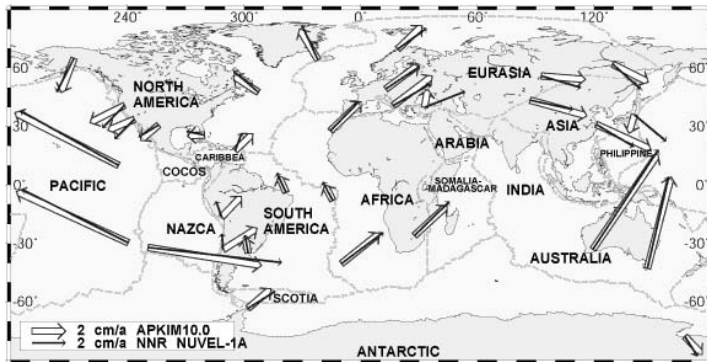 240° 300° 0° 60° 120°
60° 60°
NORTH
AMERICA
EURASIA
30° 30°
ASIA
ARABIA
CARIBBEA
COCOS
PHILIPPINE
0° 0°
PACIFIC
AFRICA
SOMALIA-
MADAGASCAR
INDIA
NAZCA
SOUTH
AMERICA
-30° -30°
AUSTRALIA
SCOTIA
-60° -60°
2 cm/a APKIM10.0
2 cm/a NNR NUVEL-1A
ANTARCTIC